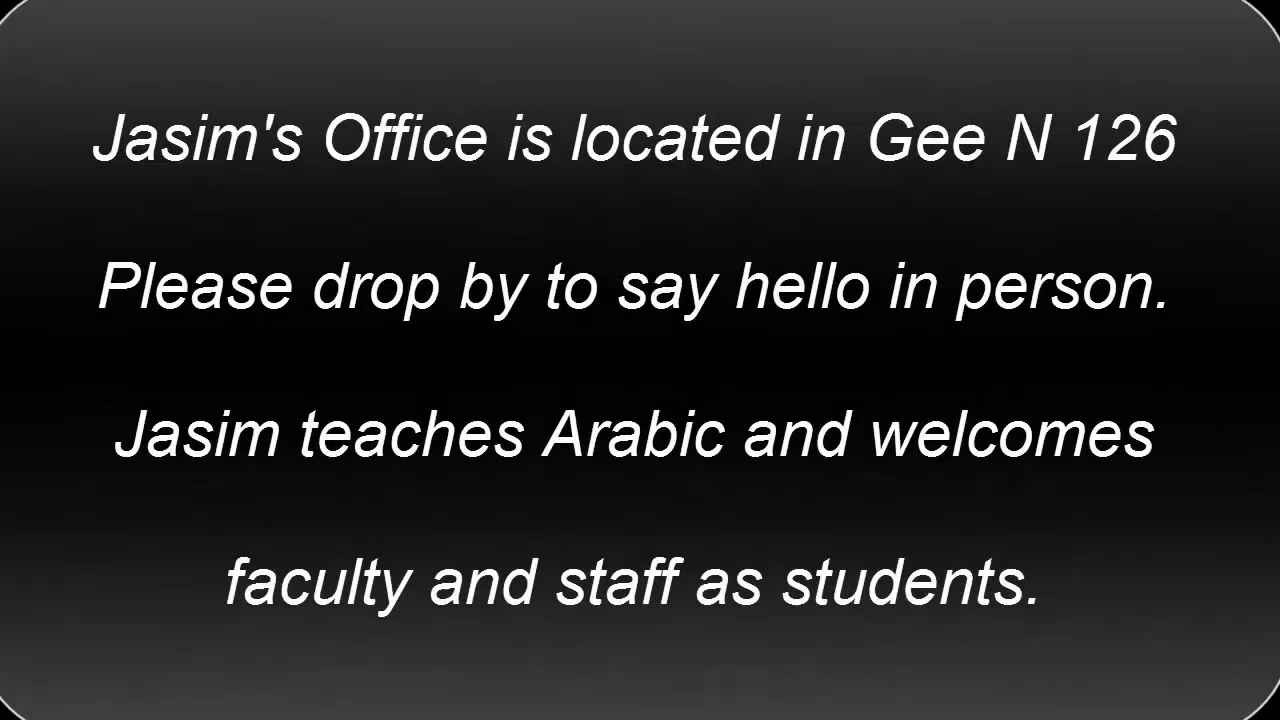 Jasim's Office is located in Gee N 126
Please drop by to say hello in person.
Jasim teaches Arabic and welcomes
faculty and staff as students.